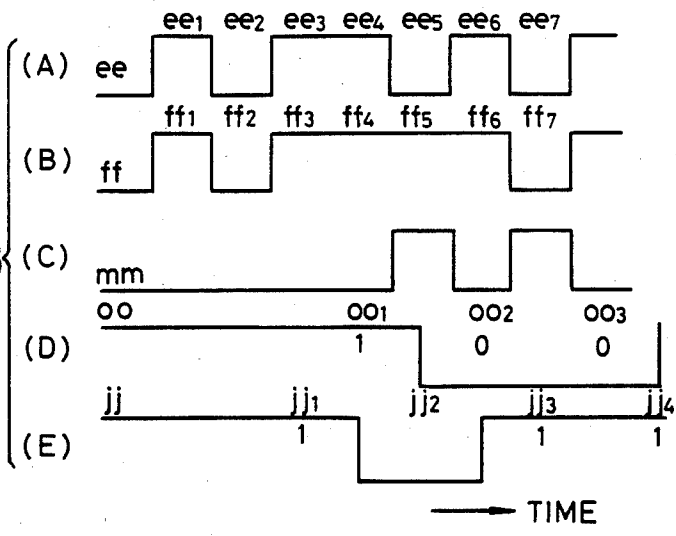 ee1 ee2 ee3 ee4 ee5 ee6 ee7
(A) ee
ff1 ff2 ff3 ff4 ff5 ff6 ff7
(B) ff
(C) mm
oo oo1 oo2 oo3
(D) 1 0 0
jj jj1 jj2 jj3 jj4
(E) 1 1 1
TIME